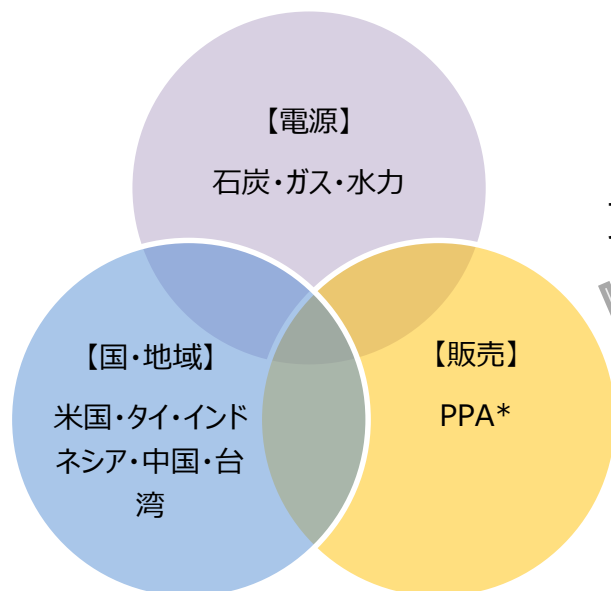 【電源】
石炭・ガス・水力
【国・地域】
米国・タイ・インド
ネシア・中国・台
湾
【販売】
PPA*